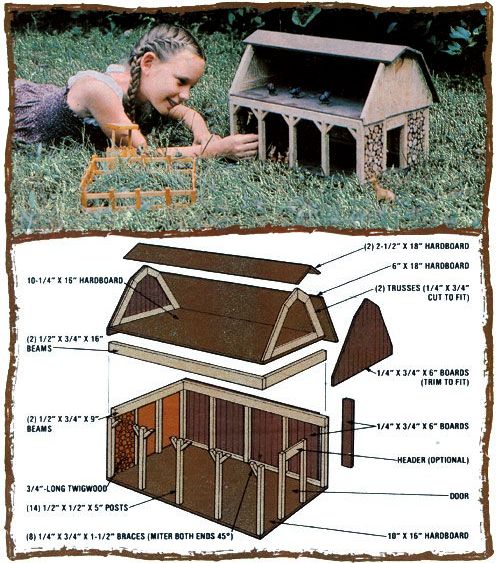 (2) 2-1/2" X 18" HARDBOARD
6" X 18" HARDBOARD
10-1/4" X 16" HARDBOARD
(2) TRUSSES (1/4" X 3/4"
CUT TO FIT)
(2) 1/2" X 3/4" X 16"
BEAMS
1/4" X 3/4" X 6" BOARDS
(TRIM TO FIT)
(2) 1/2" X 3/4" X 9"
BEAMS
1/4" X 3/4" X 6" BOARDS
HEADER (OPTIONAL)
3/4"-LONG TWIGWOOD
DOOR
(14) 1/2" X 1/2" X 5" POSTS
(8) 1/4" X 3/4" X 1-1/2" BRACES (MITER BOTH ENDS 45°)
10" X 16" HARDBOARD